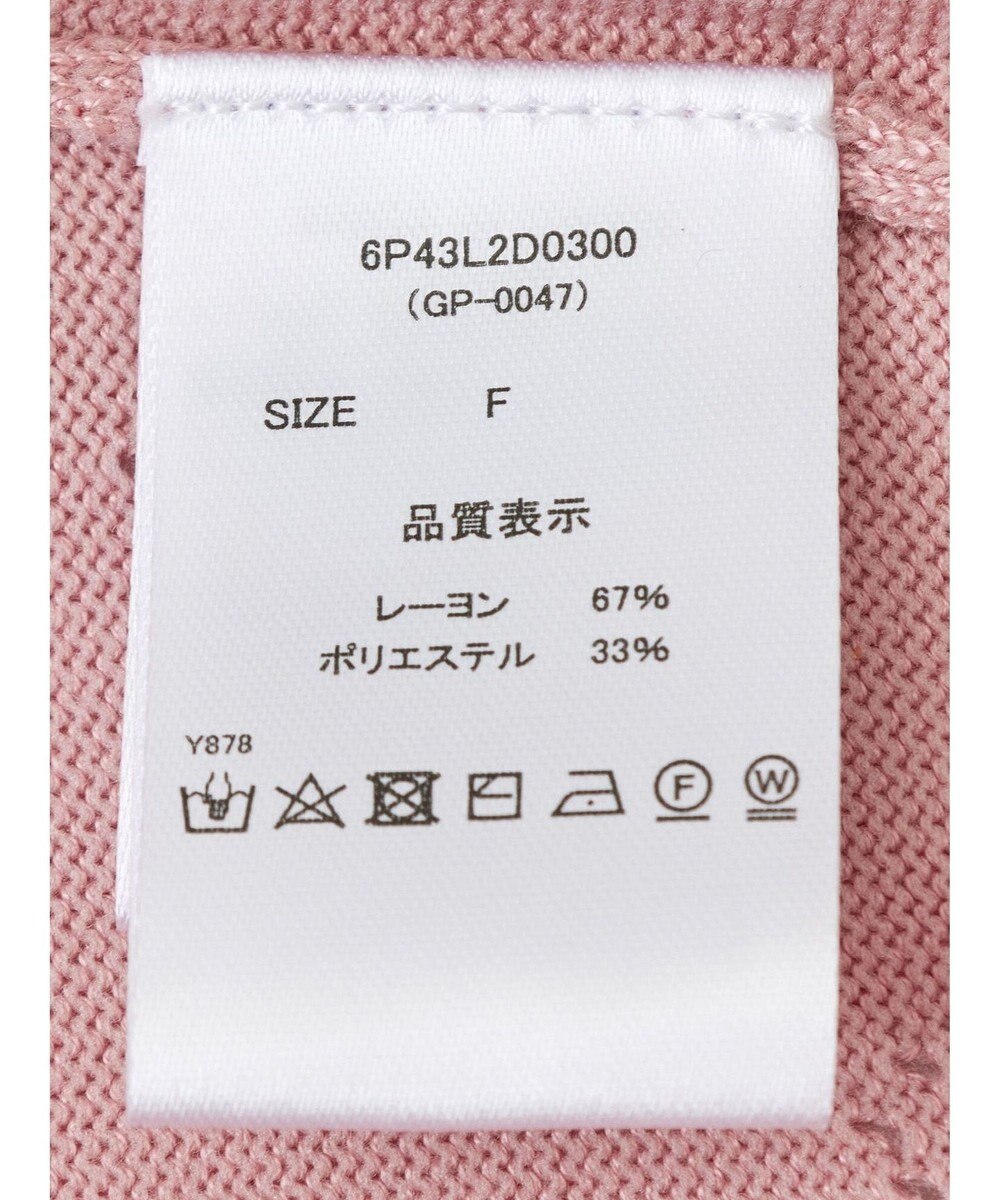 6P43L2D0300
(GP-0047)
SIZE F
品質表示
レーヨン 67%
ポリエステル 33%
Y878
F W